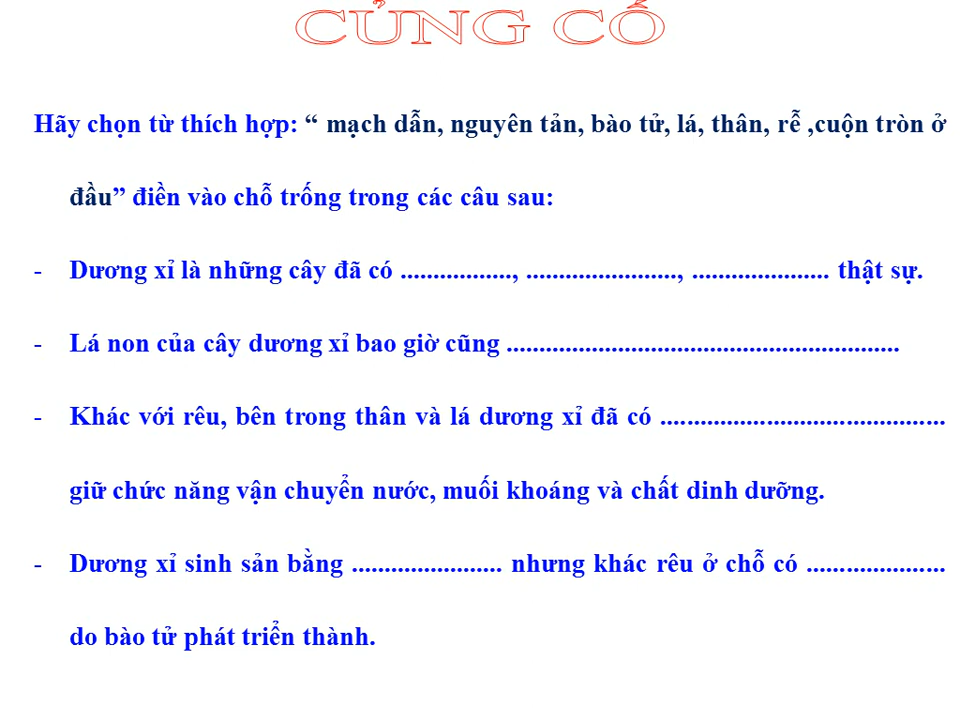 CỦNG CỐ
Hãy chọn từ thích hợp: “ mạch dẫn, nguyên tản, bào tử, lá, thân, rễ ,cuộn tròn ở
đầu” điền vào chỗ trống trong các câu sau:
- Dương xỉ là những cây đã có ................., ......................., ..................... thật sự.
- Lá non của cây dương xỉ bao giờ cũng ............................................................
- Khác với rêu, bên trong thân và lá dương xỉ đã có ...........................................
giữ chức năng vận chuyển nước, muối khoáng và chất dinh dưỡng.
- Dương xỉ sinh sản bằng ....................... nhưng khác rêu ở chỗ có .....................
do bào tử phát triển thành.